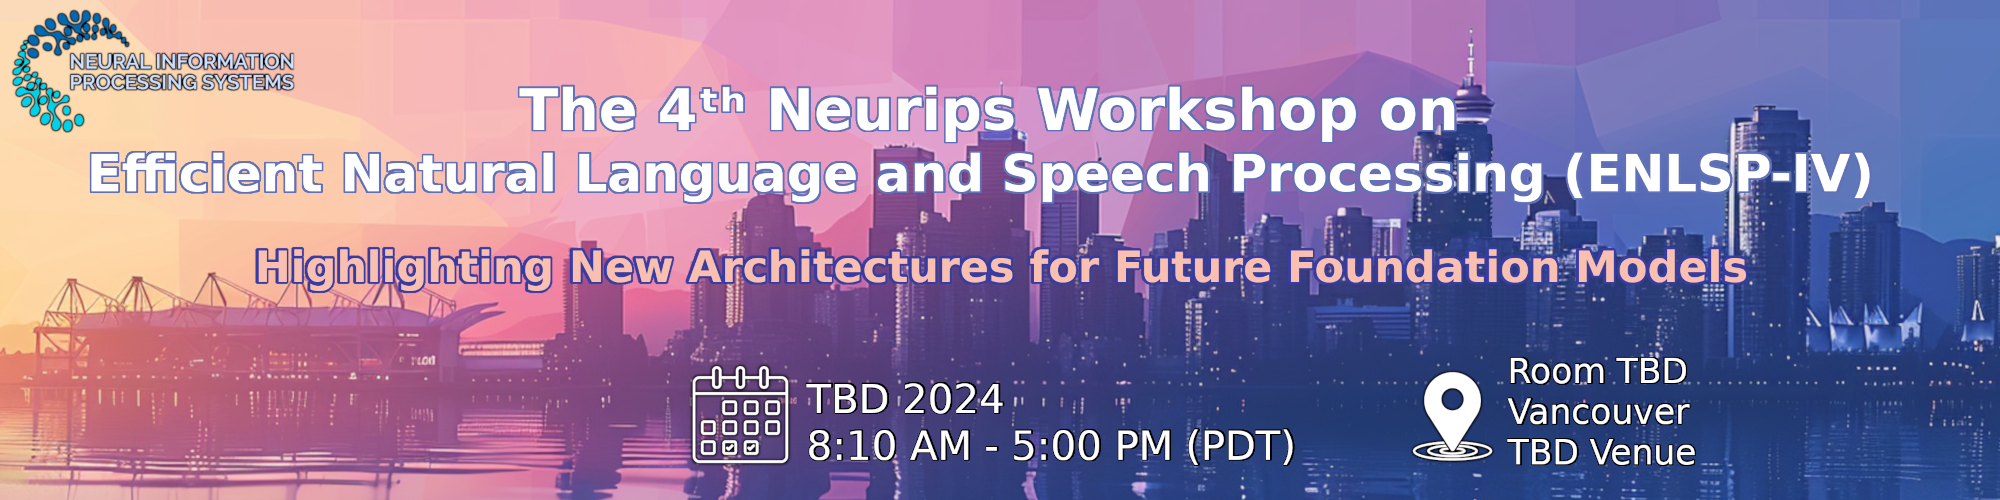 NEURAL INFORMATION
PROCESSING SYSTEMS
The 4ᵗʰ Neurips Workshop on
Efficient Natural Language and Speech Processing (ENLSP-IV)
Highlighting New Architectures for Future Foundation Models
TBD 2024
8:10 AM - 5:00 PM (PDT)
Room TBD
Vancouver
TBD Venue